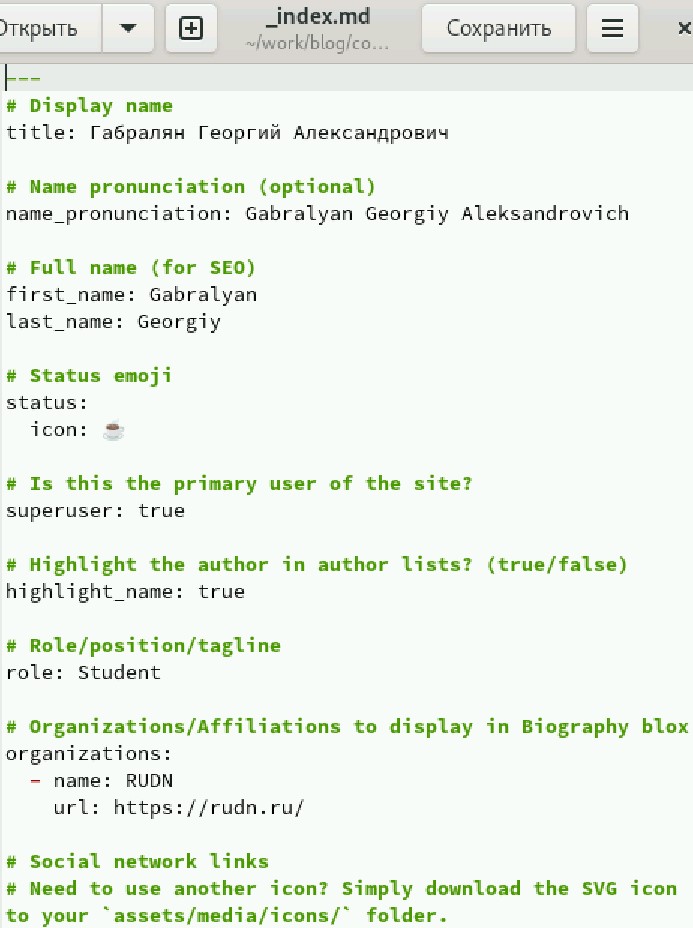 Открыть
_index.md
~/work/blog/co...
Сохранить
---
# Display name
title: Габралян Георгий Александрович
# Name pronunciation (optional)
name_pronunciation: Gabralyan Georgiy Aleksandrovich
# Full name (for SEO)
first_name: Gabralyan
last_name: Georgiy
# Status emoji
status:
  icon: ☕
# Is this the primary user of the site?
superuser: true
# Highlight the author in author lists? (true/false)
highlight_name: true
# Role/position/tagline
role: Student
# Organizations/Affiliations to display in Biography blox
organizations:
  - name: RUDN
    url: https://rudn.ru/
# Social network links
# Need to use another icon? Simply download the SVG icon
to your `assets/media/icons/` folder.